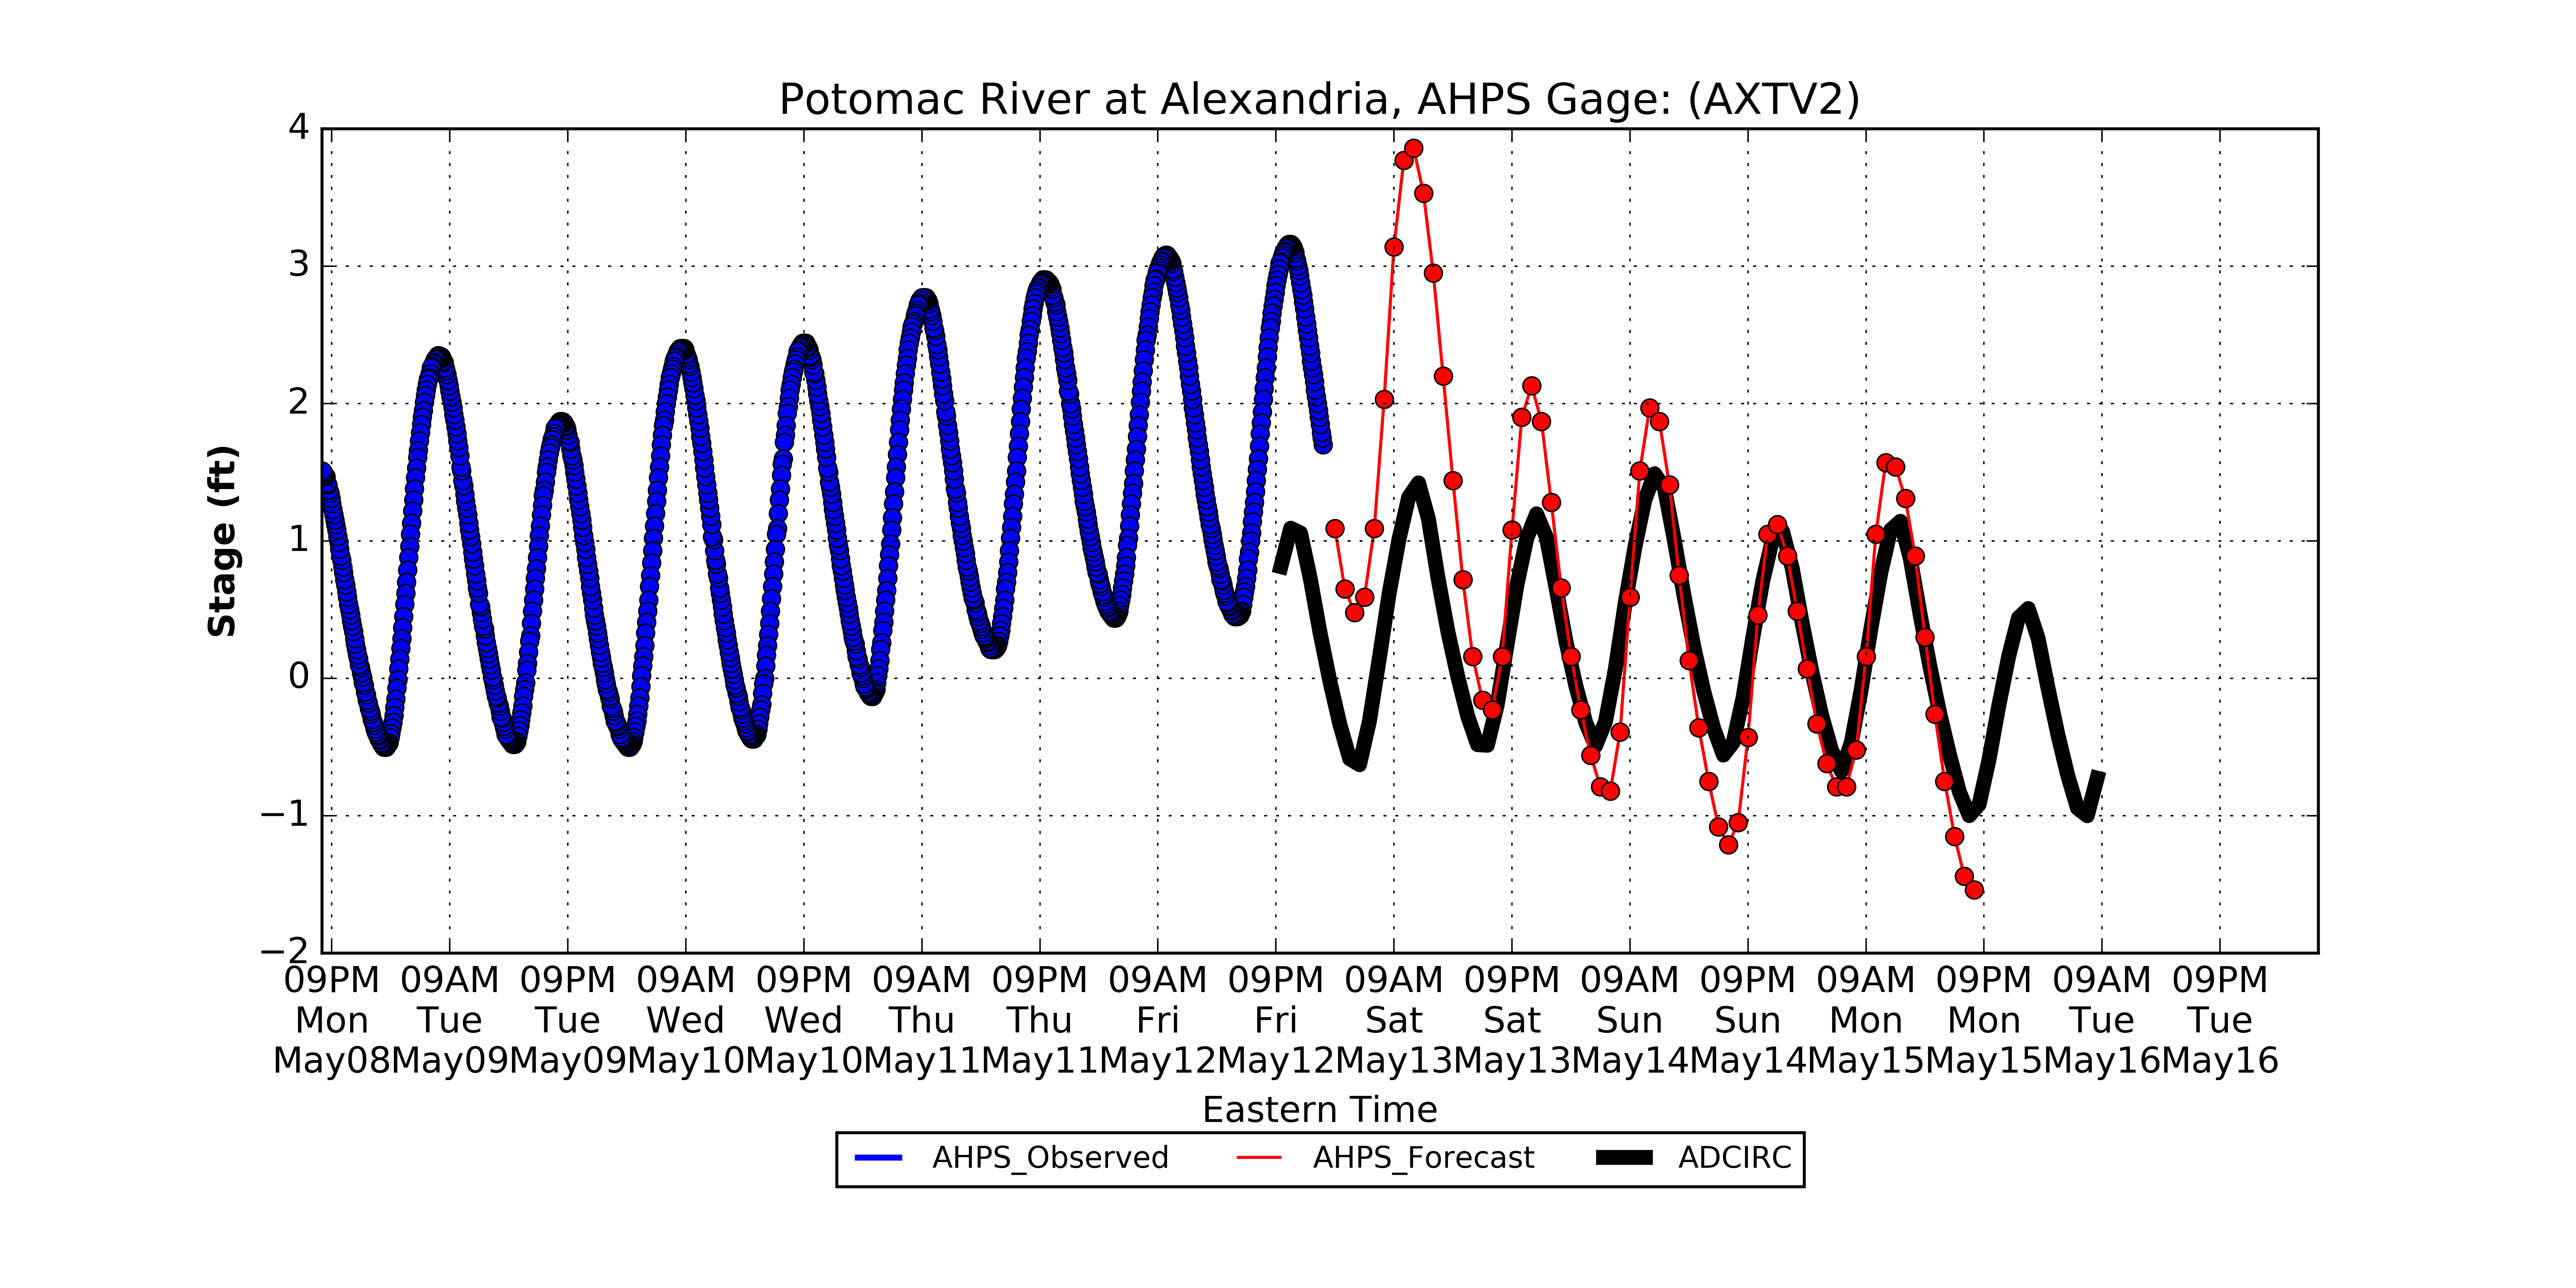 Potomac River at Alexandria, AHPS Gage: (AXTV2)
4
3
2
1
0
−1
−2
Stage (ft)
09PM 09AM 09PM 09AM 09PM 09AM 09PM 09AM 09PM 09AM 09PM 09AM 09PM 09AM 09PM 09AM 09PM
Mon Tue Tue Wed Wed Thu Thu Fri Fri Sat Sat Sun Sun Mon Mon Tue Tue
May08 May09 May09 May10 May10 May11 May11 May12 May12 May13 May13 May14 May14 May15 May15 May16 May16
Eastern Time
AHPS_Observed AHPS_Forecast ADCIRC